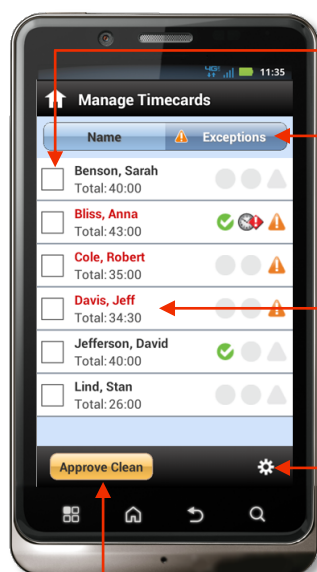 4G
11:35
Manage Timecards
Name
Exceptions
Benson, Sarah
Total: 40:00
Bliss, Anna
Total: 43:00
Cole, Robert
Total: 35:00
Davis, Jeff
Total: 34:30
Jefferson, David
Total: 40:00
Lind, Stan
Total: 26:00
Approve Clean